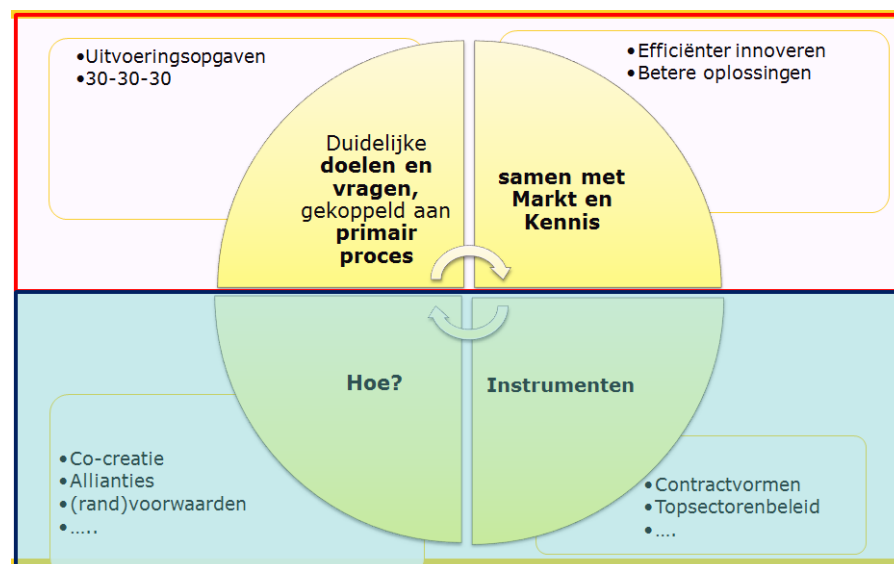 •Uitvoeringsopgaven
•30-30-30
•Efficiënter innoveren
•Betere oplossingen
Duidelijke
doelen en
vragen,
gekoppeld aan
primair
proces
samen met
Markt en
Kennis
Hoe?
Instrumenten
•Co-creatie
•Allianties
•(rand)voorwaarden
•…..
•Contractvormen
•Topsectorenbeleid
•….